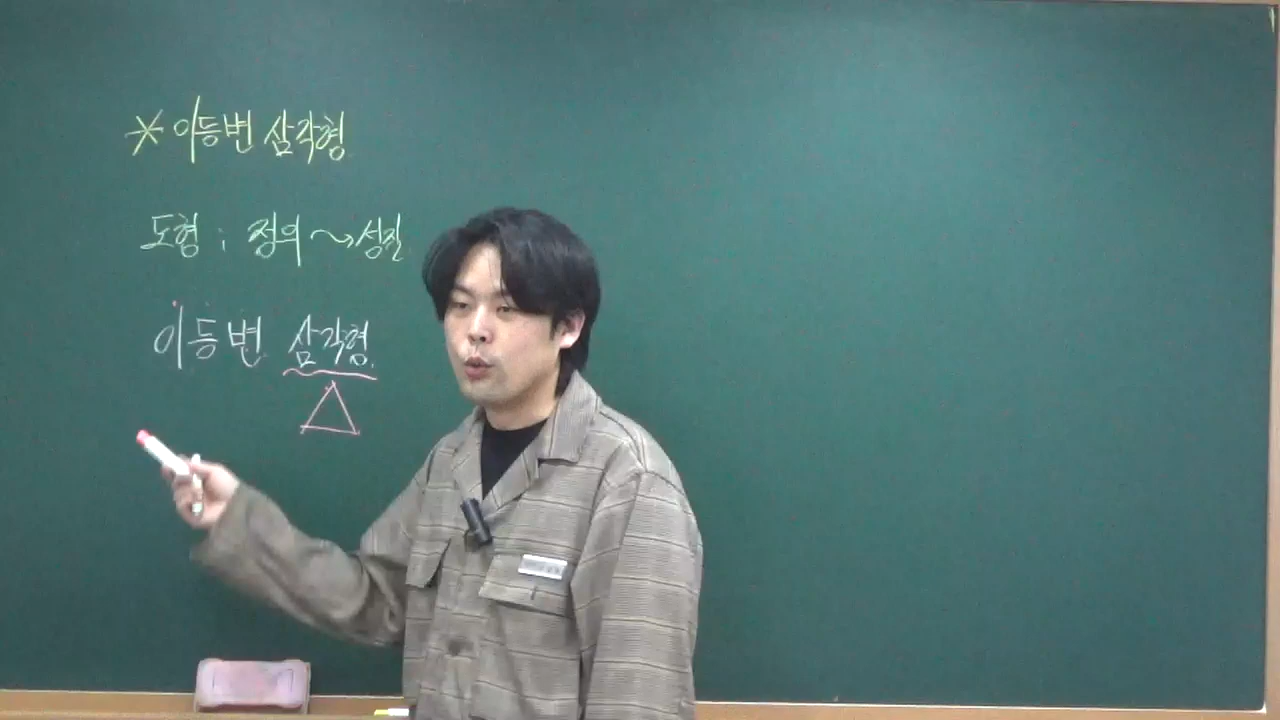 * 이등변 삼각형
도형 : 정의 ~> 성질
이등변 삼각형